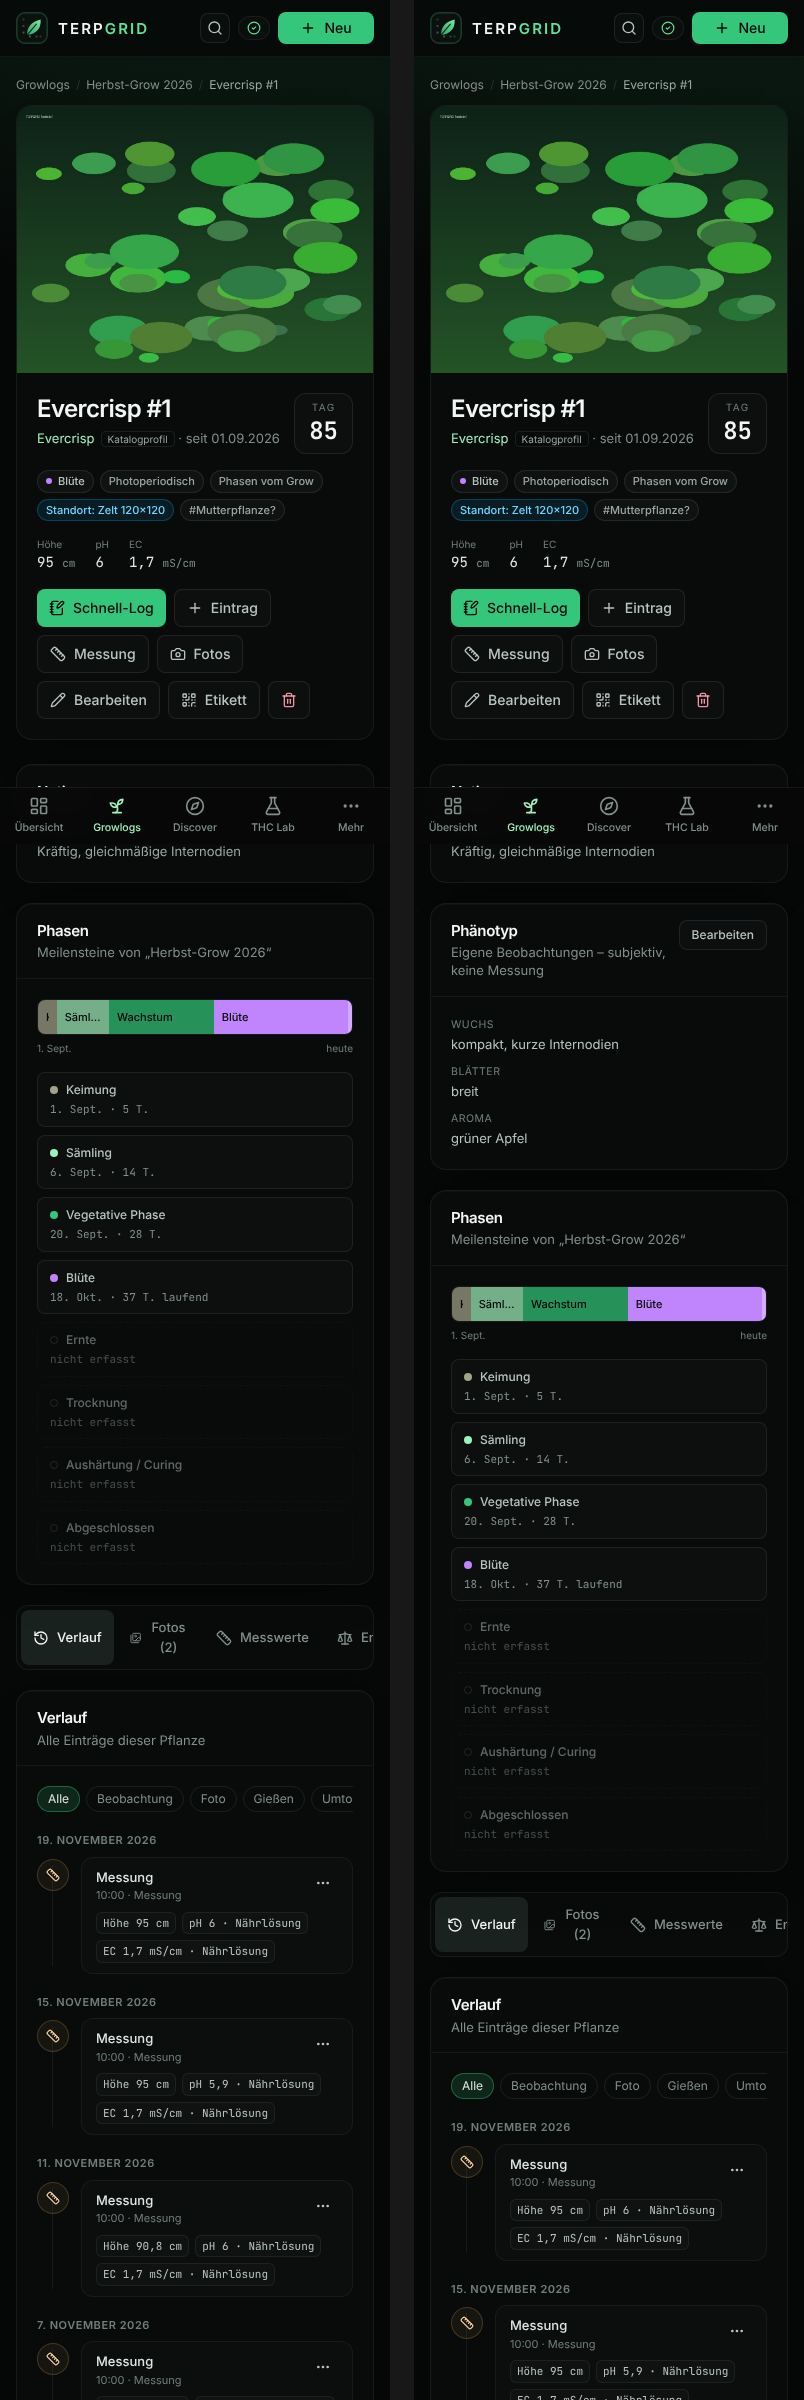 TERPGRID
Neu
Growlogs / Herbst-Grow 2026 / Evercrisp #1
Evercrisp #1
Evercrisp Katalogprofil · seit 01.09.2026
TAG
85
Blüte Photoperiodisch Phasen vom Grow
Standort: Zelt 120×120 #Mutterpflanze?
Höhe pH EC
95 cm 6 1,7 mS/cm
Schnell-Log Eintrag
Messung Fotos
Bearbeiten Etikett
Übersicht Growlogs Discover THC Lab Mehr
Kräftig, gleichmäßige Internodien
Phasen
Meilensteine von „Herbst-Grow 2026“
Säml... Wachstum Blüte
1. Sept. heute
Keimung
1. Sept. · 5 T.
Sämling
6. Sept. · 14 T.
Vegetative Phase
20. Sept. · 28 T.
Blüte
18. Okt. · 37 T. laufend
Ernte
nicht erfasst
Trocknung
nicht erfasst
Aushärtung / Curing
nicht erfasst
Abgeschlossen
nicht erfasst
Verlauf Fotos (2) Messwerte Er
Verlauf
Alle Einträge dieser Pflanze
Alle Beobachtung Foto Gießen Umto
19. NOVEMBER 2026
Messung
10:00 · Messung
Höhe 95 cm pH 6 · Nährlösung
EC 1,7 mS/cm · Nährlösung
15. NOVEMBER 2026
Messung
10:00 · Messung
Höhe 95 cm pH 5,9 · Nährlösung
EC 1,7 mS/cm · Nährlösung
11. NOVEMBER 2026
Messung
10:00 · Messung
Höhe 90,8 cm pH 6 · Nährlösung
EC 1,7 mS/cm · Nährlösung
7. NOVEMBER 2026
Messung
10:00 · Messung
TERPGRID
Neu
Growlogs / Herbst-Grow 2026 / Evercrisp #1
Evercrisp #1
Evercrisp Katalogprofil · seit 01.09.2026
TAG
85
Blüte Photoperiodisch Phasen vom Grow
Standort: Zelt 120×120 #Mutterpflanze?
Höhe pH EC
95 cm 6 1,7 mS/cm
Schnell-Log Eintrag
Messung Fotos
Bearbeiten Etikett
Übersicht Growlogs Discover THC Lab Mehr
Kräftig, gleichmäßige Internodien
Phänotyp
Bearbeiten
Eigene Beobachtungen – subjektiv,
keine Messung
WUCHS
kompakt, kurze Internodien
BLÄTTER
breit
AROMA
grüner Apfel
Phasen
Meilensteine von „Herbst-Grow 2026“
Säml... Wachstum Blüte
1. Sept. heute
Keimung
1. Sept. · 5 T.
Sämling
6. Sept. · 14 T.
Vegetative Phase
20. Sept. · 28 T.
Blüte
18. Okt. · 37 T. laufend
Ernte
nicht erfasst
Trocknung
nicht erfasst
Aushärtung / Curing
nicht erfasst
Abgeschlossen
nicht erfasst
Verlauf Fotos (2) Messwerte Er
Verlauf
Alle Einträge dieser Pflanze
Alle Beobachtung Foto Gießen Umto
19. NOVEMBER 2026
Messung
10:00 · Messung
Höhe 95 cm pH 6 · Nährlösung
EC 1,7 mS/cm · Nährlösung
15. NOVEMBER 2026
Messung
10:00 · Messung
Höhe 95 cm pH 5,9 · Nährlösung
EC 1,7 mS/cm · Nährlösung